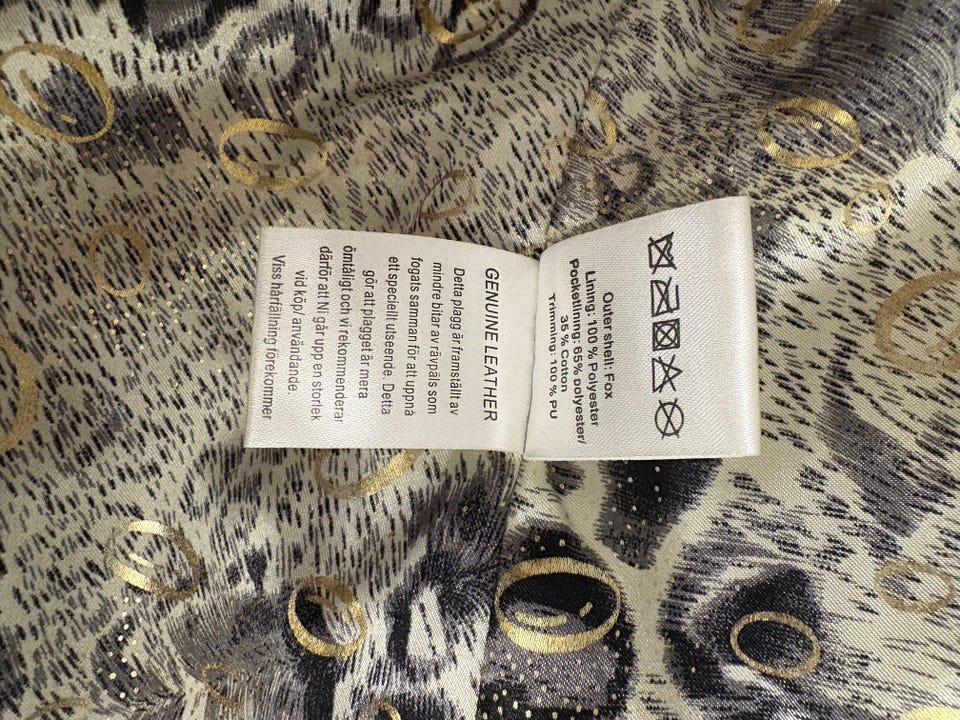 Outer shell: Fox
Lining: 100 % Polyester
Pocketlining: 65% polyester/
35 % Cotton
Trimming: 100 % PU
GENUINE LEATHER
Detta plagg är framställt av
mindre bitar av rävpäls som
fogats samman för att uppnå
ett speciellt utseende. Detta
gör att plagget är mera
ömtåligt och vi rekommenderar
därför att Ni går upp en storlek
vid köp/ användande
Viss hårfällning förekommer